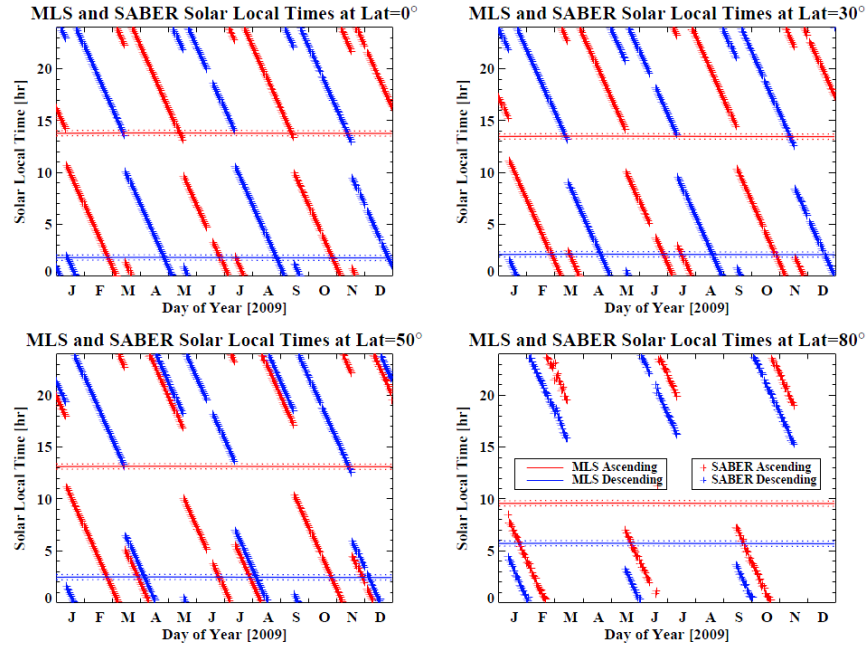 MLS and SABER Solar Local Times at Lat=0°
Solar Local Time [hr]
20
15
10
5
0
J F M A M J J A S O N D
Day of Year [2009]
MLS and SABER Solar Local Times at Lat=30°
Solar Local Time [hr]
20
15
10
5
0
J F M A M J J A S O N D
Day of Year [2009]
MLS and SABER Solar Local Times at Lat=50°
Solar Local Time [hr]
20
15
10
5
0
J F M A M J J A S O N D
Day of Year [2009]
MLS and SABER Solar Local Times at Lat=80°
Solar Local Time [hr]
20
15
10
5
0
MLS Ascending
MLS Descending
SABER Ascending
SABER Descending
J F M A M J J A S O N D
Day of Year [2009]